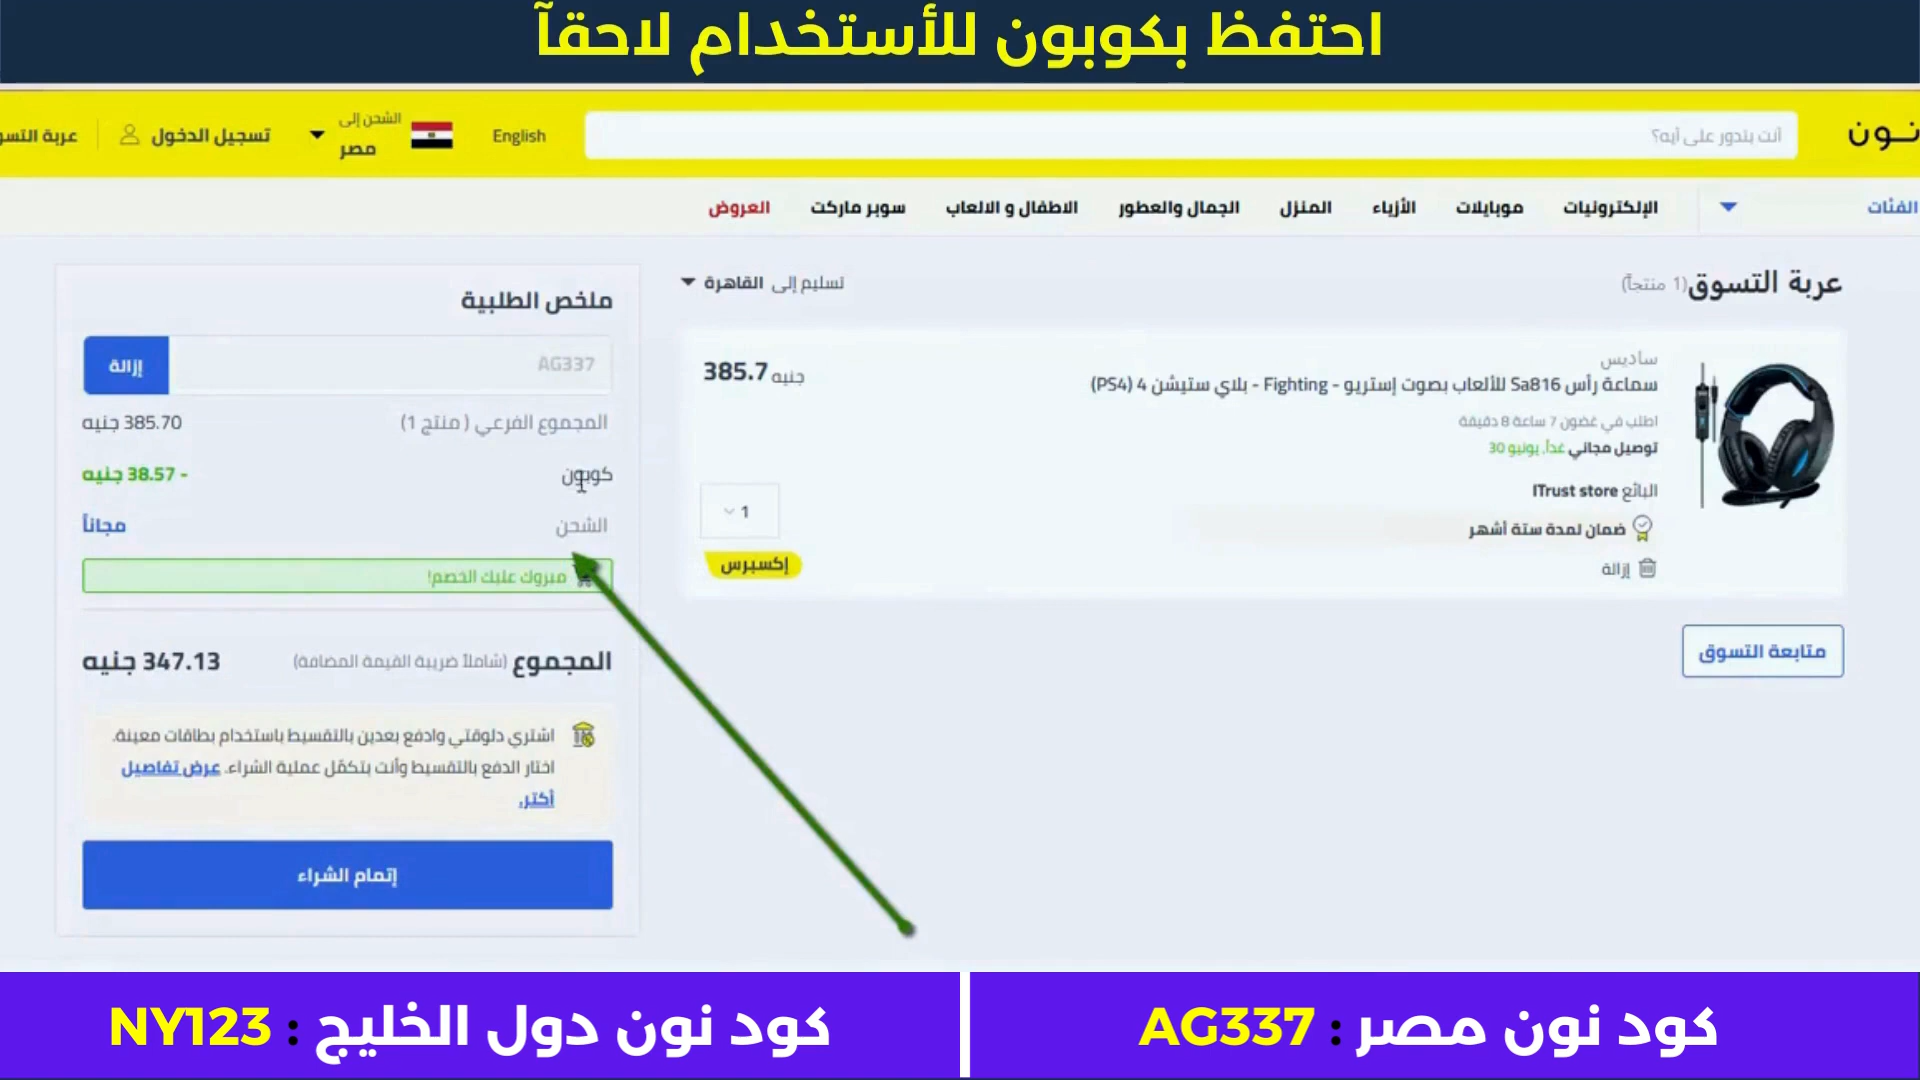 احتفظ بكوبون للأستخدام لاحقآ
نون
أنت بتدور على أيه؟
English
الشحن إلى
مصر
تسجيل الدخول
عربة التسو
الفئات
الإلكترونيات
موبايلات
الأزياء
المنزل
الجمال والعطور
الاطفال و الالعاب
سوبر ماركت
العروض
عربة التسوق (1 منتجاً)
تسليم إلى القاهرة
ساديس
سماعة رأس Sa816 للألعاب بصوت إستريو - Fighting - بلاي ستيشن 4 (PS4)
جنيه 385.7
اطلب في غضون 7 ساعة 8 دقيقة
توصيل مجاني غداً, يونيو 30
البائع ITrust store
ضمان لمدة ستة أشهر
إزالة
1
إكسبرس
متابعة التسوق
ملخص الطلبية
AG337
إزالة
المجموع الفرعي ( منتج 1) 385.70 جنيه
كوبون - 38.57 جنيه
الشحن مجاناً
مبروك عليك الخصم!
المجموع (شاملاً ضريبة القيمة المضافة) 347.13 جنيه
اشتري دلوقتي وادفع بعدين بالتقسيط باستخدام بطاقات معينة.
اختار الدفع بالتقسيط وأنت بتكمّل عملية الشراء. عرض تفاصيل
أكتر.
إتمام الشراء
كود نون مصر : AG337
كود نون دول الخليج : NY123